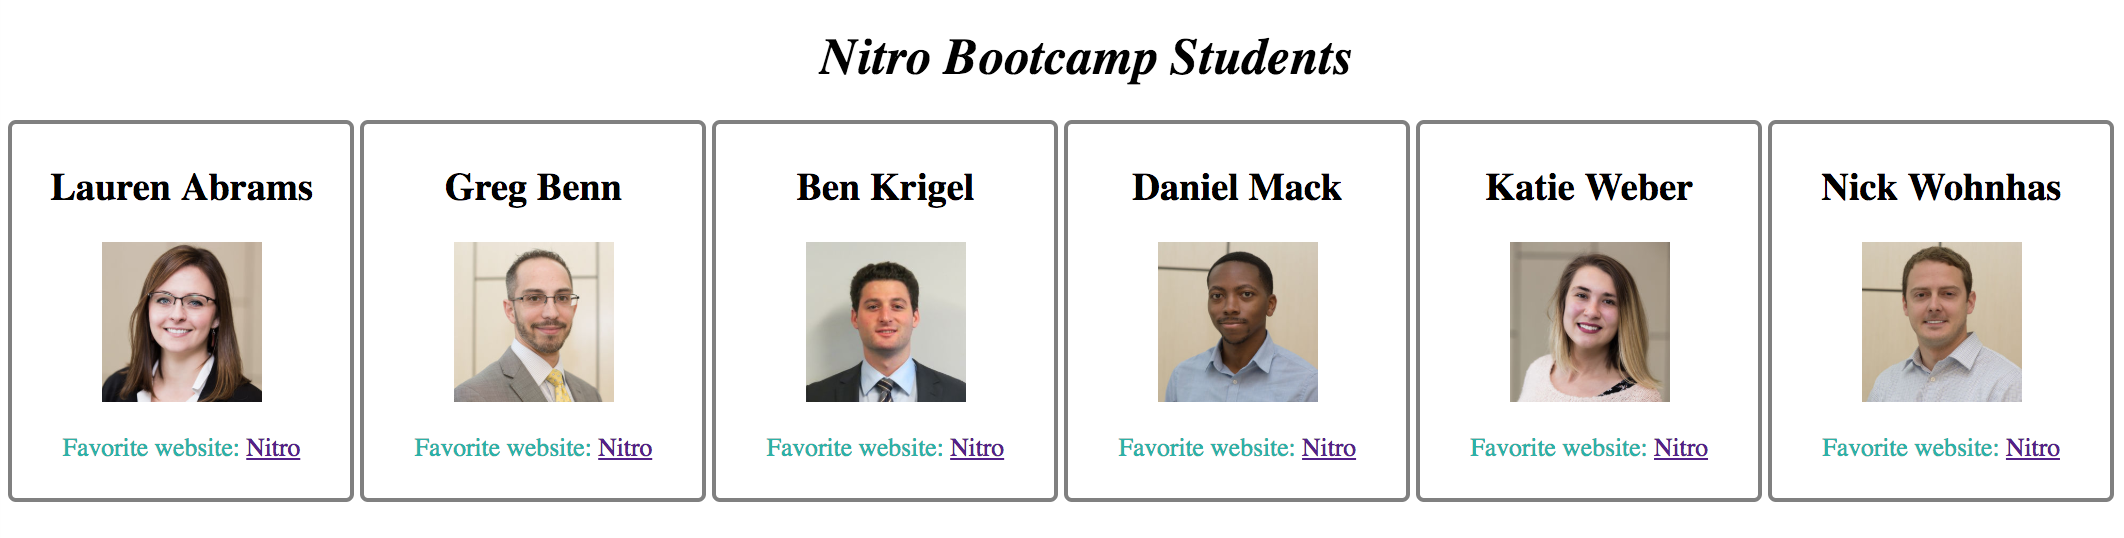 Nitro Bootcamp Students
Lauren Abrams
Favorite website: Nitro
Greg Benn
Favorite website: Nitro
Ben Krigel
Favorite website: Nitro
Daniel Mack
Favorite website: Nitro
Katie Weber
Favorite website: Nitro
Nick Wohnhas
Favorite website: Nitro